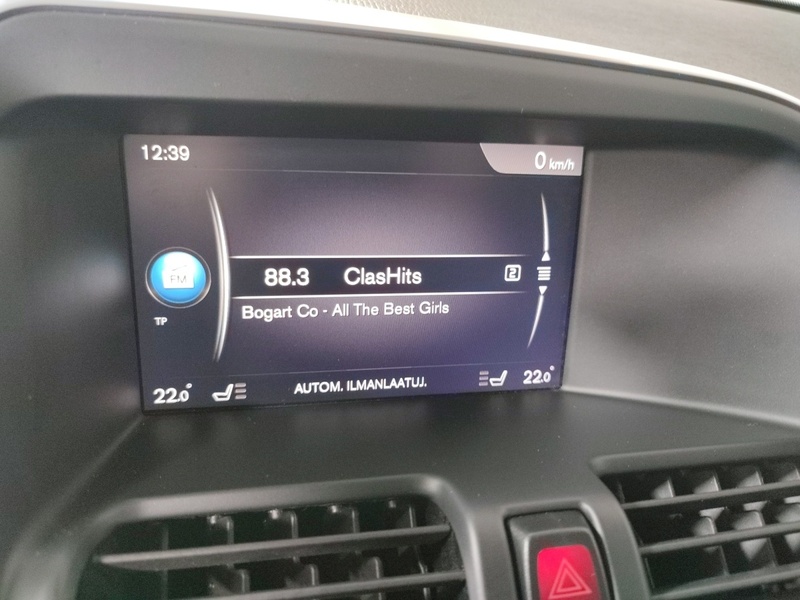 12:39
0 km/h
FM
88.3 ClasHits 2
TP
Bogart Co - All The Best Girls
22.0° AUTOM. ILMANLAATUJ. 22.0°